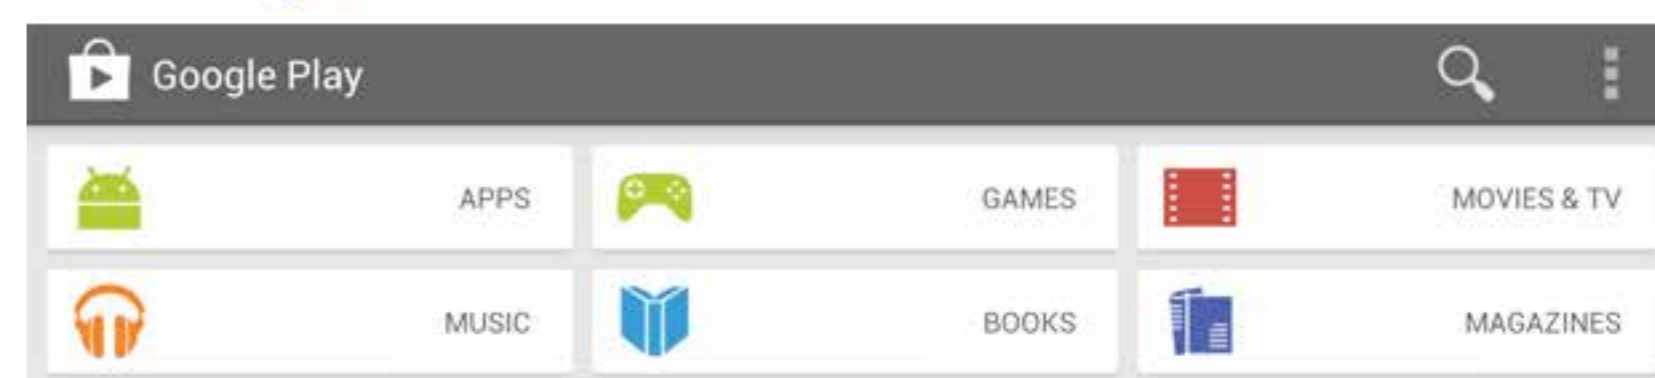 Google Play
APPS GAMES MOVIES & TV
MUSIC BOOKS MAGAZINES